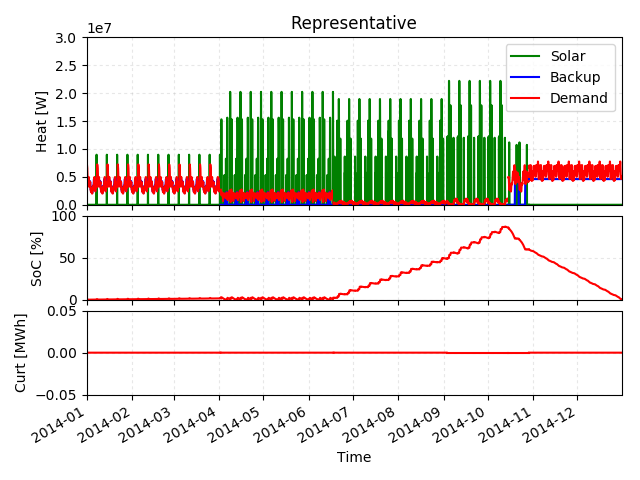 Representative
1e7
3.0
2.5
2.0
1.5
1.0
0.5
0.0
Heat [W]
Solar
Backup
Demand
100
50
0
SoC [%]
0.05
0.00
−0.05
Curt [MWh]
2014-01
2014-02
2014-03
2014-04
2014-05
2014-06
2014-07
2014-08
2014-09
2014-10
2014-11
2014-12
Time